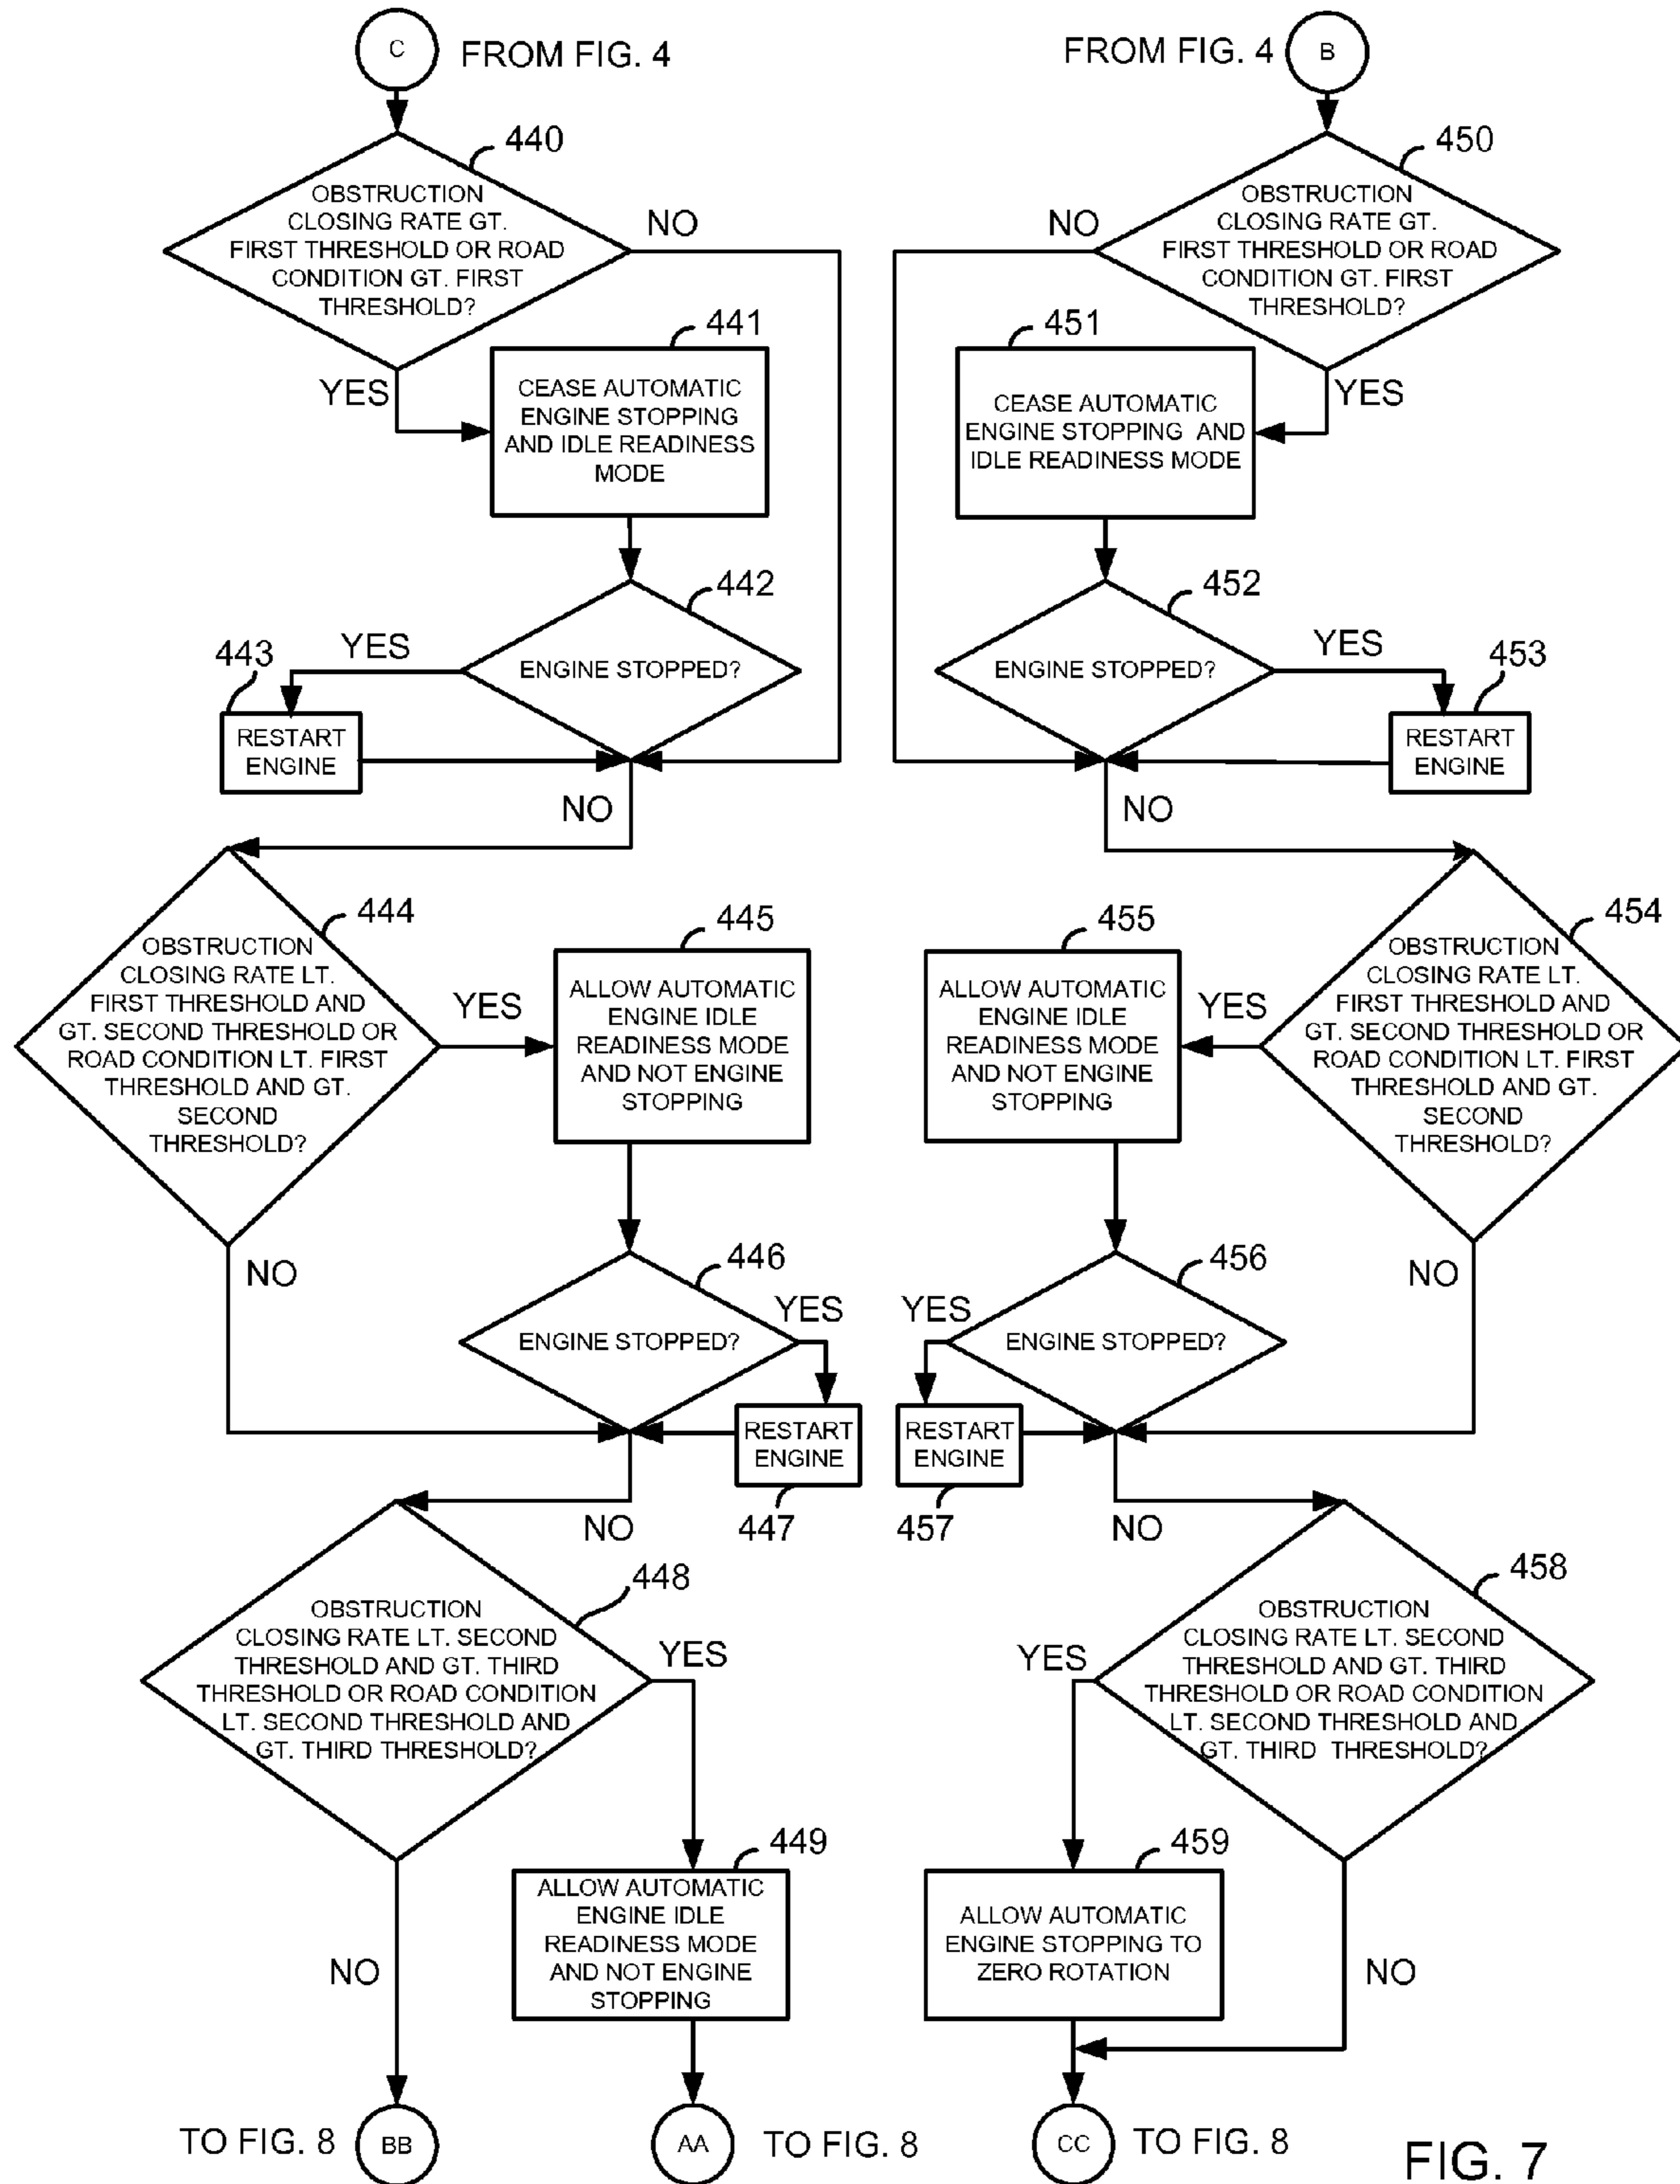 C
FROM FIG. 4
440
OBSTRUCTION
CLOSING RATE GT.
FIRST THRESHOLD OR ROAD
CONDITION GT. FIRST
THRESHOLD?
NO
YES
441
CEASE AUTOMATIC
ENGINE STOPPING
AND IDLE READINESS
MODE
442
ENGINE STOPPED?
YES
443
RESTART
ENGINE
NO
444
OBSTRUCTION
CLOSING RATE LT.
FIRST THRESHOLD AND
GT. SECOND THRESHOLD OR
ROAD CONDITION LT. FIRST
THRESHOLD AND GT.
SECOND
THRESHOLD?
YES
445
ALLOW AUTOMATIC
ENGINE IDLE
READINESS MODE
AND NOT ENGINE
STOPPING
NO
446
ENGINE STOPPED?
YES
RESTART
ENGINE
447
NO
448
OBSTRUCTION
CLOSING RATE LT. SECOND
THRESHOLD AND GT. THIRD
THRESHOLD OR ROAD CONDITION
LT. SECOND THRESHOLD AND
GT. THIRD THRESHOLD?
YES
449
ALLOW AUTOMATIC
ENGINE IDLE
READINESS MODE
AND NOT ENGINE
STOPPING
NO
TO FIG. 8
BB
AA
TO FIG. 8
FROM FIG. 4
B
450
OBSTRUCTION
CLOSING RATE GT.
FIRST THRESHOLD OR ROAD
CONDITION GT. FIRST
THRESHOLD?
NO
YES
451
CEASE AUTOMATIC
ENGINE STOPPING AND
IDLE READINESS MODE
452
ENGINE STOPPED?
YES
453
RESTART
ENGINE
NO
454
OBSTRUCTION
CLOSING RATE LT.
FIRST THRESHOLD AND
GT. SECOND THRESHOLD OR
ROAD CONDITION LT. FIRST
THRESHOLD AND GT.
SECOND
THRESHOLD?
YES
455
ALLOW AUTOMATIC
ENGINE IDLE
READINESS MODE
AND NOT ENGINE
STOPPING
NO
456
ENGINE STOPPED?
YES
RESTART
ENGINE
457
NO
458
OBSTRUCTION
CLOSING RATE LT. SECOND
THRESHOLD AND GT. THIRD
THRESHOLD OR ROAD CONDITION
LT. SECOND THRESHOLD AND
GT. THIRD THRESHOLD?
YES
459
ALLOW AUTOMATIC
ENGINE STOPPING TO
ZERO ROTATION
NO
CC
TO FIG. 8
FIG. 7